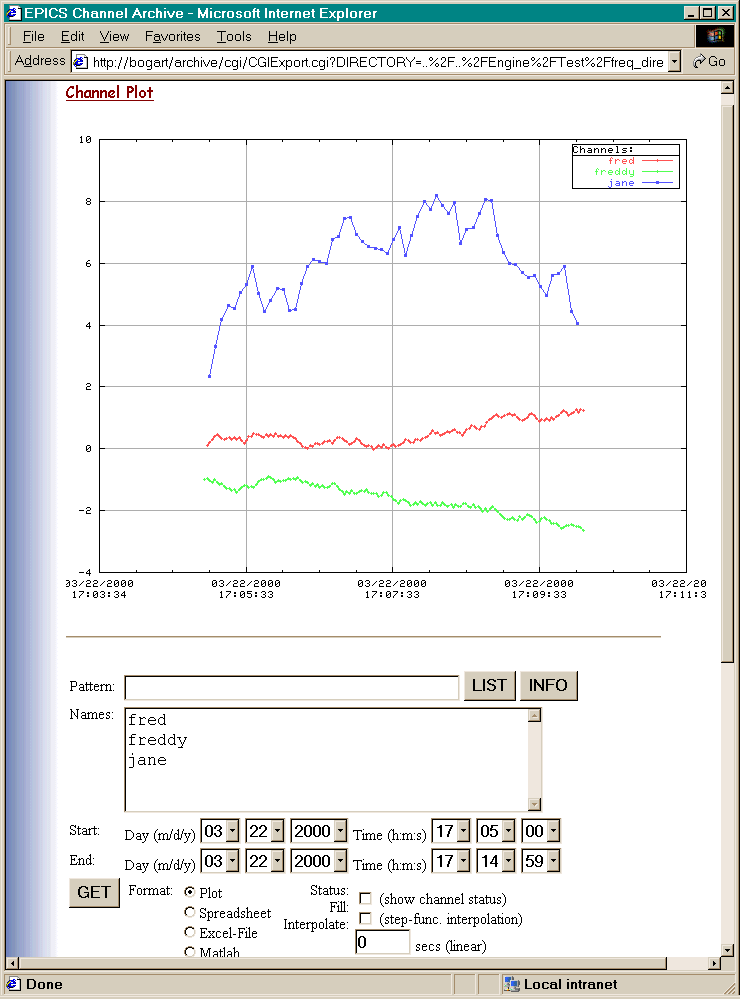 EPICS Channel Archive - Microsoft Internet Explorer
File Edit View Favorites Tools Help
Address http://bogart/archive/cgi/CGIExport.cgi?DIRECTORY=..%2F..%2FEngine%2FTest%2Ffreq_dire Go
Channel Plot
10
8
6
4
2
0
-2
-4
Channels:
fred
freddy
jane
03/22/2000 03/22/2000 03/22/2000 03/22/2000 03/22/20
17:03:34 17:05:33 17:07:33 17:09:33 17:11:3
Pattern: LIST INFO
Names: fred
freddy
jane
Start: Day (m/d/y) 03 22 2000 Time (h:m:s) 17 05 00
End: Day (m/d/y) 03 22 2000 Time (h:m:s) 17 14 59
GET Format: Plot Status: (show channel status)
Spreadsheet Fill: (step-func. interpolation)
Excel-File Interpolate: 0 secs (linear)
Matlab
Done Local intranet